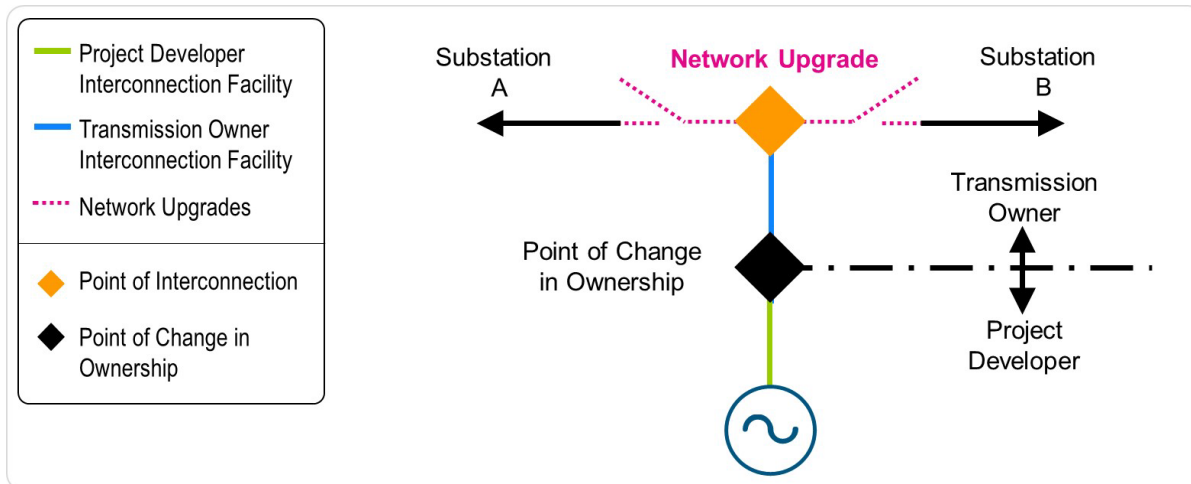 Project Developer
Interconnection Facility
Transmission Owner
Interconnection Facility
Network Upgrades
Point of Interconnection
Point of Change in
Ownership
Substation
A
Network Upgrade
Substation
B
Transmission
Owner
Point of Change
in Ownership
Project
Developer